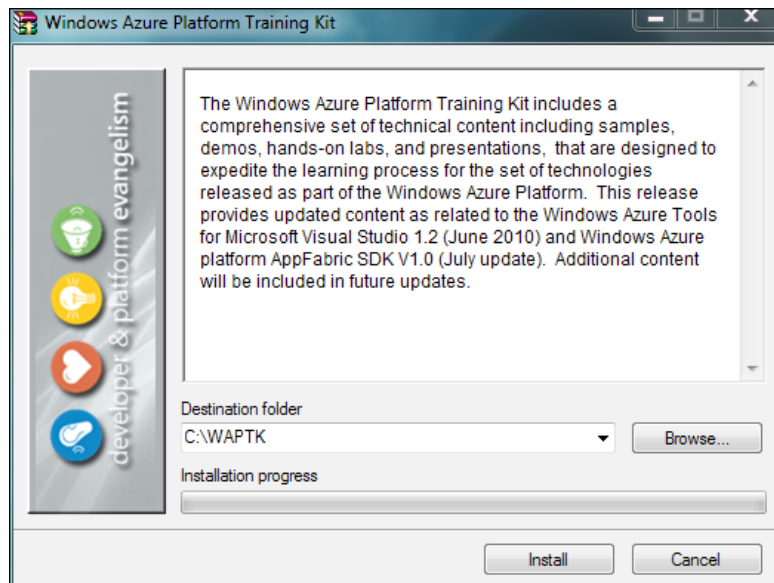 Windows Azure Platform Training Kit
developer & platform evangelism
The Windows Azure Platform Training Kit includes a
comprehensive set of technical content including samples,
demos, hands-on labs, and presentations, that are designed to
expedite the learning process for the set of technologies
released as part of the Windows Azure Platform. This release
provides updated content as related to the Windows Azure Tools
for Microsoft Visual Studio 1.2 (June 2010) and Windows Azure
platform AppFabric SDK V1.0 (July update). Additional content
will be included in future updates.
Destination folder
C:\WAPTK
Browse...
Installation progress
Install
Cancel